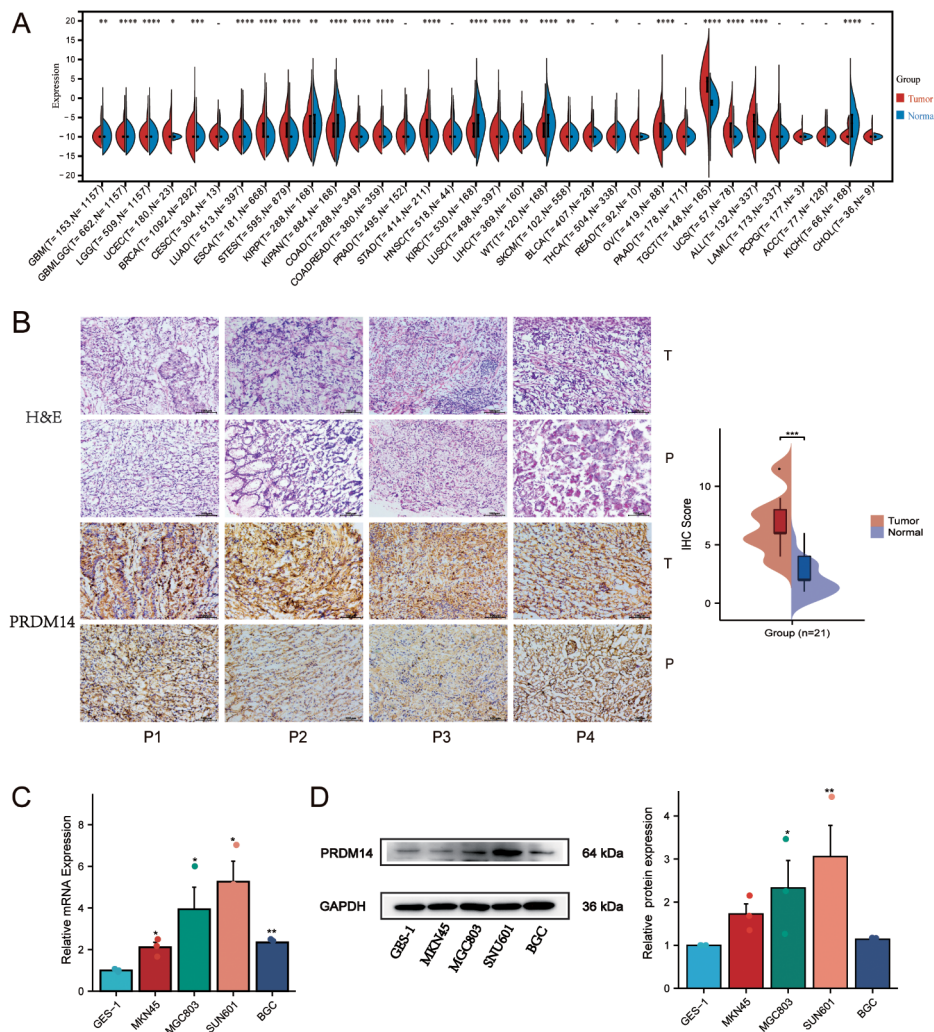 A
** **** **** * *** - **** **** **** ** **** **** **** - **** - **** **** ** **** ** - * - **** - **** **** **** - - - **** -
Expression
20
15
10
5
0
−5
−10
−15
−20
Group
Tumor
Norma
GBM(T=153,N=1157)
GBMLGG(T=662,N=1157)
LGG(T=509,N=1157)
UCEC(T=180,N=23)
BRCA(T=1092,N=292)
CESC(T=304,N=13)
LUAD(T=513,N=397)
ESCA(T=181,N=668)
STES(T=595,N=879)
KIRP(T=288,N=168)
KIPAN(T=884,N=168)
COAD(T=288,N=349)
COADREAD(T=380,N=359)
PRAD(T=495,N=152)
STAD(T=414,N=211)
HNSC(T=518,N=44)
KIRC(T=530,N=168)
LUSC(T=498,N=397)
LIHC(T=369,N=160)
WT(T=120,N=168)
SKCM(T=102,N=558)
BLCA(T=407,N=28)
THCA(T=504,N=338)
READ(T=92,N=10)
OV(T=419,N=88)
PAAD(T=178,N=171)
TGCT(T=148,N=165)
UCS(T=57,N=78)
ALL(T=132,N=337)
LAML(T=173,N=337)
PCPG(T=177,N=3)
ACC(T=77,N=128)
KICH(T=66,N=168)
CHOL(T=36,N=9)
B
H&E
PRDM14
T
P
T
P
P1
P2
P3
P4
***
IHC Score
10
5
0
Tumor
Normal
Group (n=21)
C
Relative mRNA Expression
8
6
4
2
0
*
*
*
**
GES-1
MKN45
MGC803
SUN601
BGC
D
PRDM14
64 kDa
GAPDH
36 kDa
GES-1
MKN45
MGC803
SNU601
BGC
Relative protein expression
4
3
2
1
0
*
**
GES-1
MKN45
MGC803
SUN601
BGC